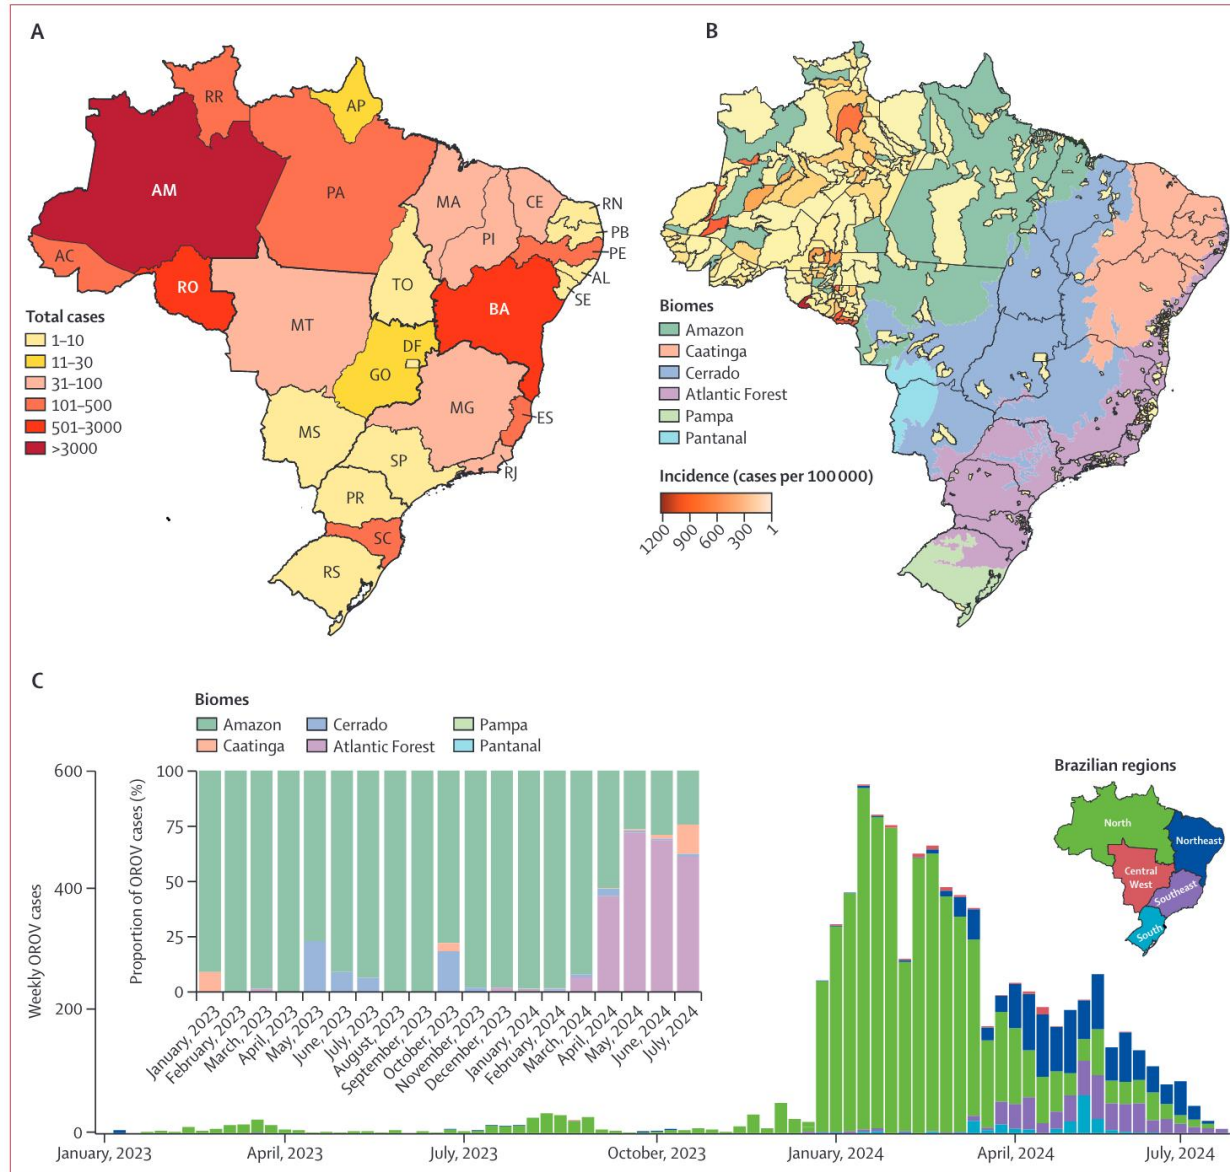 A
RR
AP
AM
PA
MA
CE
RN
PB
PI
PE
AC
AL
RO
TO
SE
BA
MT
DF
GO
MG
ES
MS
SP
RJ
PR
SC
RS
Total cases
1–10
11–30
31–100
101–500
501–3000
>3000
B
Biomes
Amazon
Caatinga
Cerrado
Atlantic Forest
Pampa
Pantanal
Incidence (cases per 100 000)
1200
900
600
300
1
C
Biomes
Amazon
Cerrado
Pampa
Caatinga
Atlantic Forest
Pantanal
Weekly OROV cases
600
400
200
0
Proportion of OROV cases (%)
100
75
50
25
0
January, 2023
February, 2023
March, 2023
April, 2023
May, 2023
June, 2023
July, 2023
August, 2023
September, 2023
October, 2023
November, 2023
December, 2023
January, 2024
February, 2024
March, 2024
April, 2024
May, 2024
June, 2024
July, 2024
Brazilian regions
North
Northeast
Central
West
Southeast
South
January, 2023
April, 2023
July, 2023
October, 2023
January, 2024
April, 2024
July, 2024